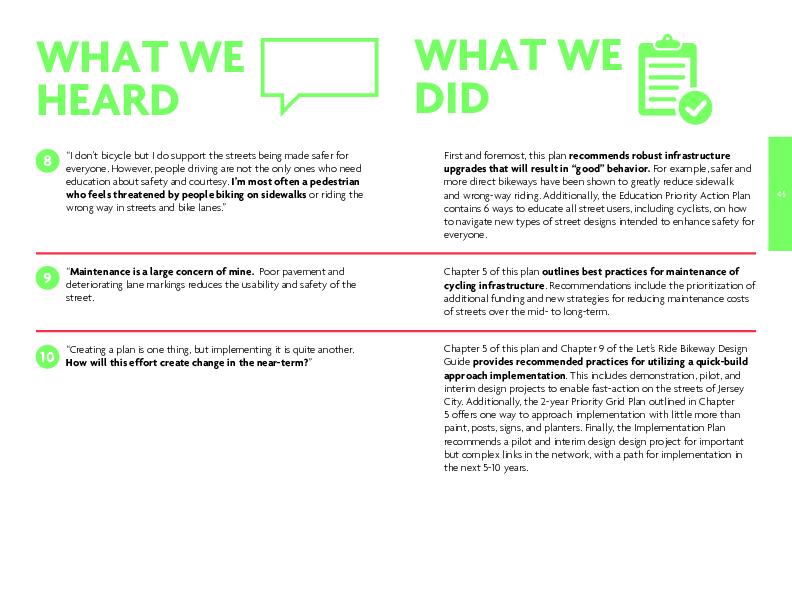 WHAT WE
HEARD
WHAT WE
DID
8
“I don’t bicycle but I do support the streets being made safer for
everyone. However, people driving are not the only ones who need
education about safety and courtesy. I’m most often a pedestrian
who feels threatened by people biking on sidewalks or riding the
wrong way in streets and bike lanes.”
First and foremost, this plan recommends robust infrastructure
upgrades that will result in “good” behavior. For example, safer and
more direct bikeways have been shown to greatly reduce sidewalk
and wrong-way riding. Additionally, the Education Priority Action Plan
contains 6 ways to educate all street users, including cyclists, on how
to navigate new types of street designs intended to enhance safety for
everyone.
45
9
“Maintenance is a large concern of mine. Poor pavement and
deteriorating lane markings reduces the usability and safety of the
street.
Chapter 5 of this plan outlines best practices for maintenance of
cycling infrastructure. Recommendations include the prioritization of
additional funding and new strategies for reducing maintenance costs
of streets over the mid- to long-term.
10
“Creating a plan is one thing, but implementing it is quite another.
How will this effort create change in the near-term?”
Chapter 5 of this plan and Chapter 9 of the Let’s Ride Bikeway Design
Guide provides recommended practices for utilizing a quick-build
approach implementation. This includes demonstration, pilot, and
interim design projects to enable fast-action on the streets of Jersey
City. Additionally, the 2-year Priority Grid Plan outlined in Chapter
5 offers one way to approach implementation with little more than
paint, posts, signs, and planters. Finally, the Implementation Plan
recommends a pilot and interim design design project for important
but complex links in the network, with a path for implementation in
the next 5-10 years.